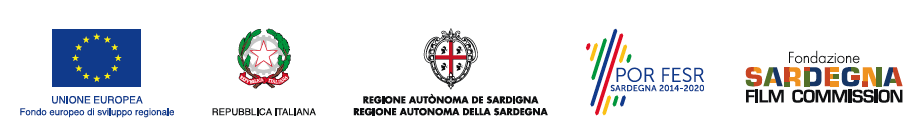 UNIONE EUROPEA
Fondo europeo di sviluppo regionale
REPUBBLICA ITALIANA
REGIONE AUTÒNOMA DE SARDIGNA
REGIONE AUTONOMA DELLA SARDEGNA
POR FESR
SARDEGNA 2014-2020
Fondazione
SARDEGNA
FILM COMMISSION